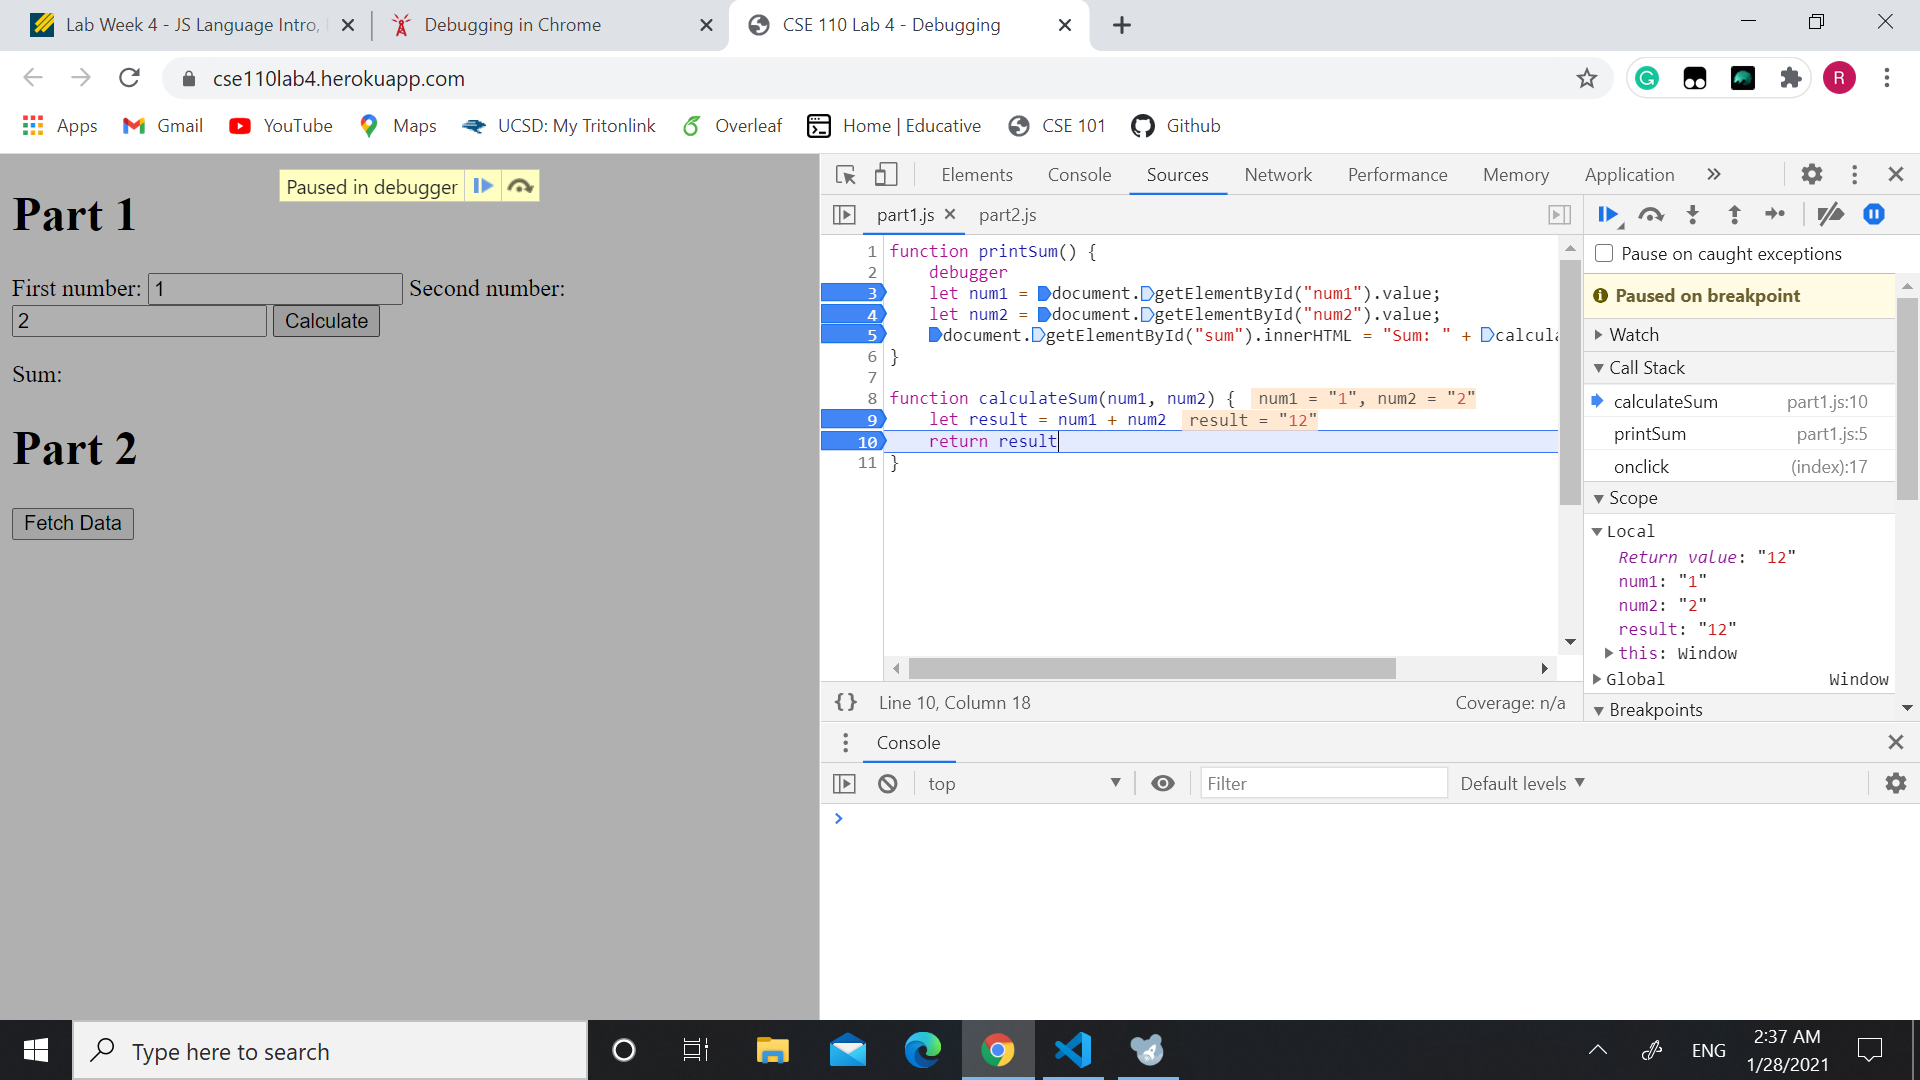 Lab Week 4 - JS Language Intro,
Debugging in Chrome
CSE 110 Lab 4 - Debugging
cse110lab4.herokuapp.com
R
Apps
Gmail
YouTube
Maps
UCSD: My Tritonlink
Overleaf
Home | Educative
CSE 101
Github
Paused in debugger
Part 1
First number: 1 Second number:
2 Calculate
Sum:
Part 2
Fetch Data
Elements Console Sources Network Performance Memory Application »
part1.js part2.js
1 function printSum() {
2 debugger
3 let num1 = document.getElementById("num1").value;
4 let num2 = document.getElementById("num2").value;
5 document.getElementById("sum").innerHTML = "Sum: " + calcula
6 }
7
8 function calculateSum(num1, num2) { num1 = "1", num2 = "2"
9 let result = num1 + num2 result = "12"
10 return result
11 }
{} Line 10, Column 18 Coverage: n/a
Pause on caught exceptions
Paused on breakpoint
Watch
Call Stack
calculateSum part1.js:10
printSum part1.js:5
onclick (index):17
Scope
Local
Return value: "12"
num1: "1"
num2: "2"
result: "12"
this: Window
Global Window
Breakpoints
Console
top Filter Default levels
Type here to search
ENG
2:37 AM
1/28/2021